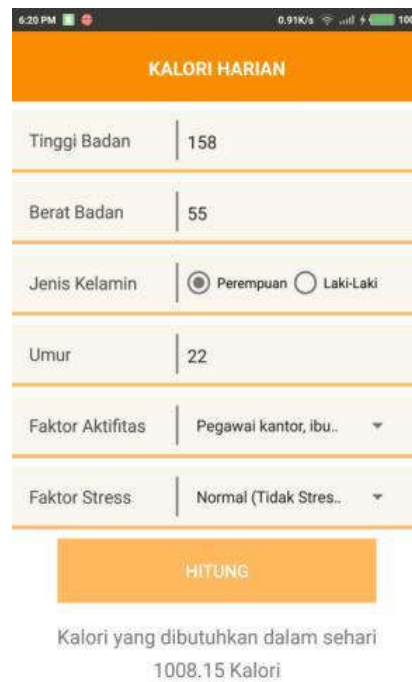 6:20 PM 0.91K/s 100
KALORI HARIAN
Tinggi Badan 158
Berat Badan 55
Jenis Kelamin Perempuan Laki-Laki
Umur 22
Faktor Aktifitas Pegawai kantor, ibu..
Faktor Stress Normal (Tidak Stres..
HITUNG
Kalori yang dibutuhkan dalam sehari
1008.15 Kalori